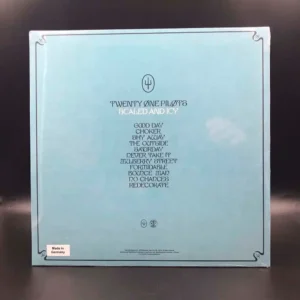 TWENTY ØNE PILØTS
SCALED AND ICY
GOOD DAY
CHOKER
SHY AWAY
THE OUTSIDE
SATURDAY
NEVER TAKE IT
MULBERRY STREET
FORMIDABLE
BOUNCE MAN
NO CHANCES
REDECORATE
Made in
Germany